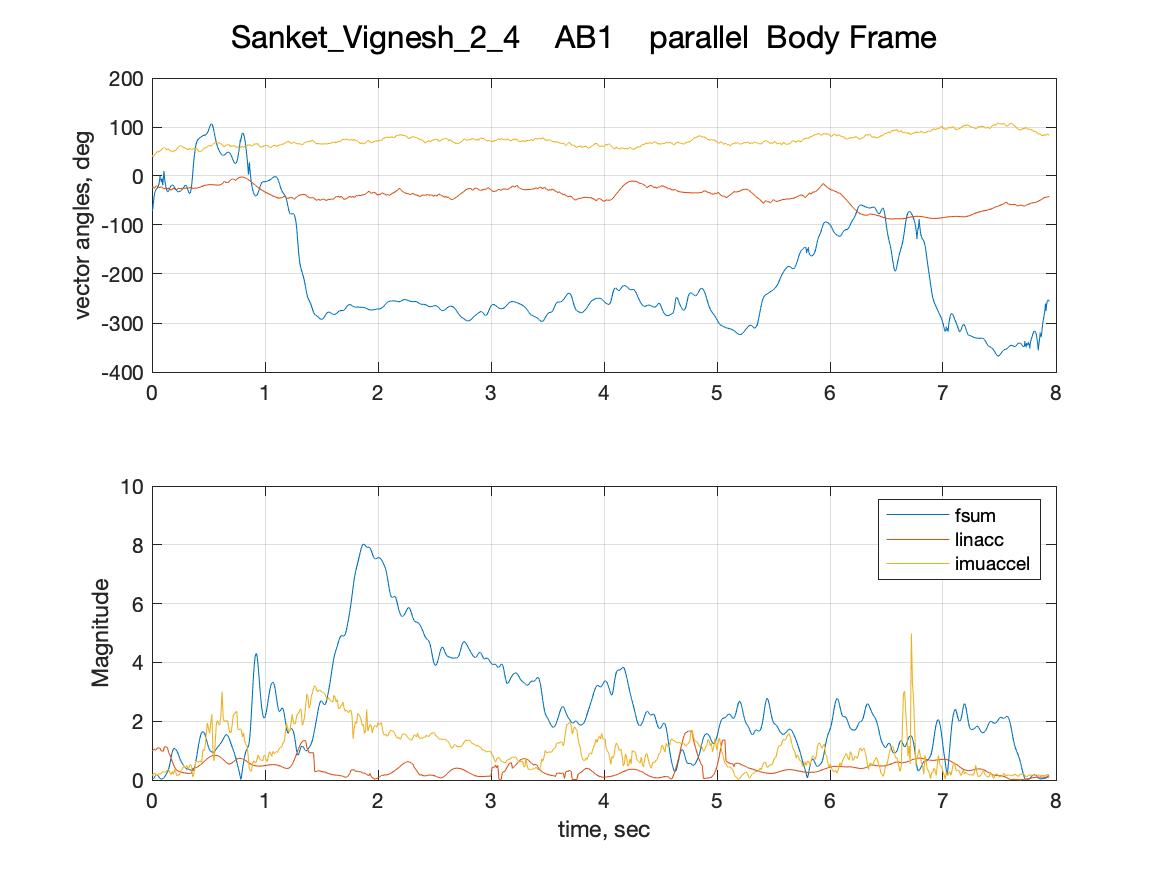 Sanket_Vignesh_2_4 AB1 parallel Body Frame
200
100
0
-100
-200
-300
-400
vector angles, deg
0 1 2 3 4 5 6 7 8
10
8
6
4
2
0
Magnitude
fsum
linacc
imuaccel
0 1 2 3 4 5 6 7 8
time, sec